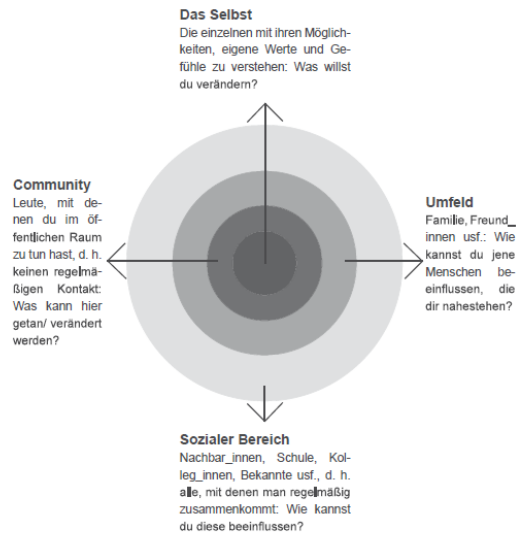 Das Selbst
Die einzelnen mit ihren Möglich-
keiten, eigene Werte und Ge-
fühle zu verstehen: Was willst
du verändern?
Community
Leute, mit de-
nen du im öf-
fentlichen Raum
zu tun hast, d. h.
keinen regelmä-
ßigen Kontakt:
Was kann hier
getan/ verändert
werden?
Umfeld
Familie, Freund_
innen usf.: Wie
kannst du jene
Menschen be-
einflussen, die
dir nahestehen?
Sozialer Bereich
Nachbar_innen, Schule, Kol-
leg_innen, Bekannte usf., d. h.
alle, mit denen man regelmäßig
zusammenkommt: Wie kannst
du diese beeinflussen?